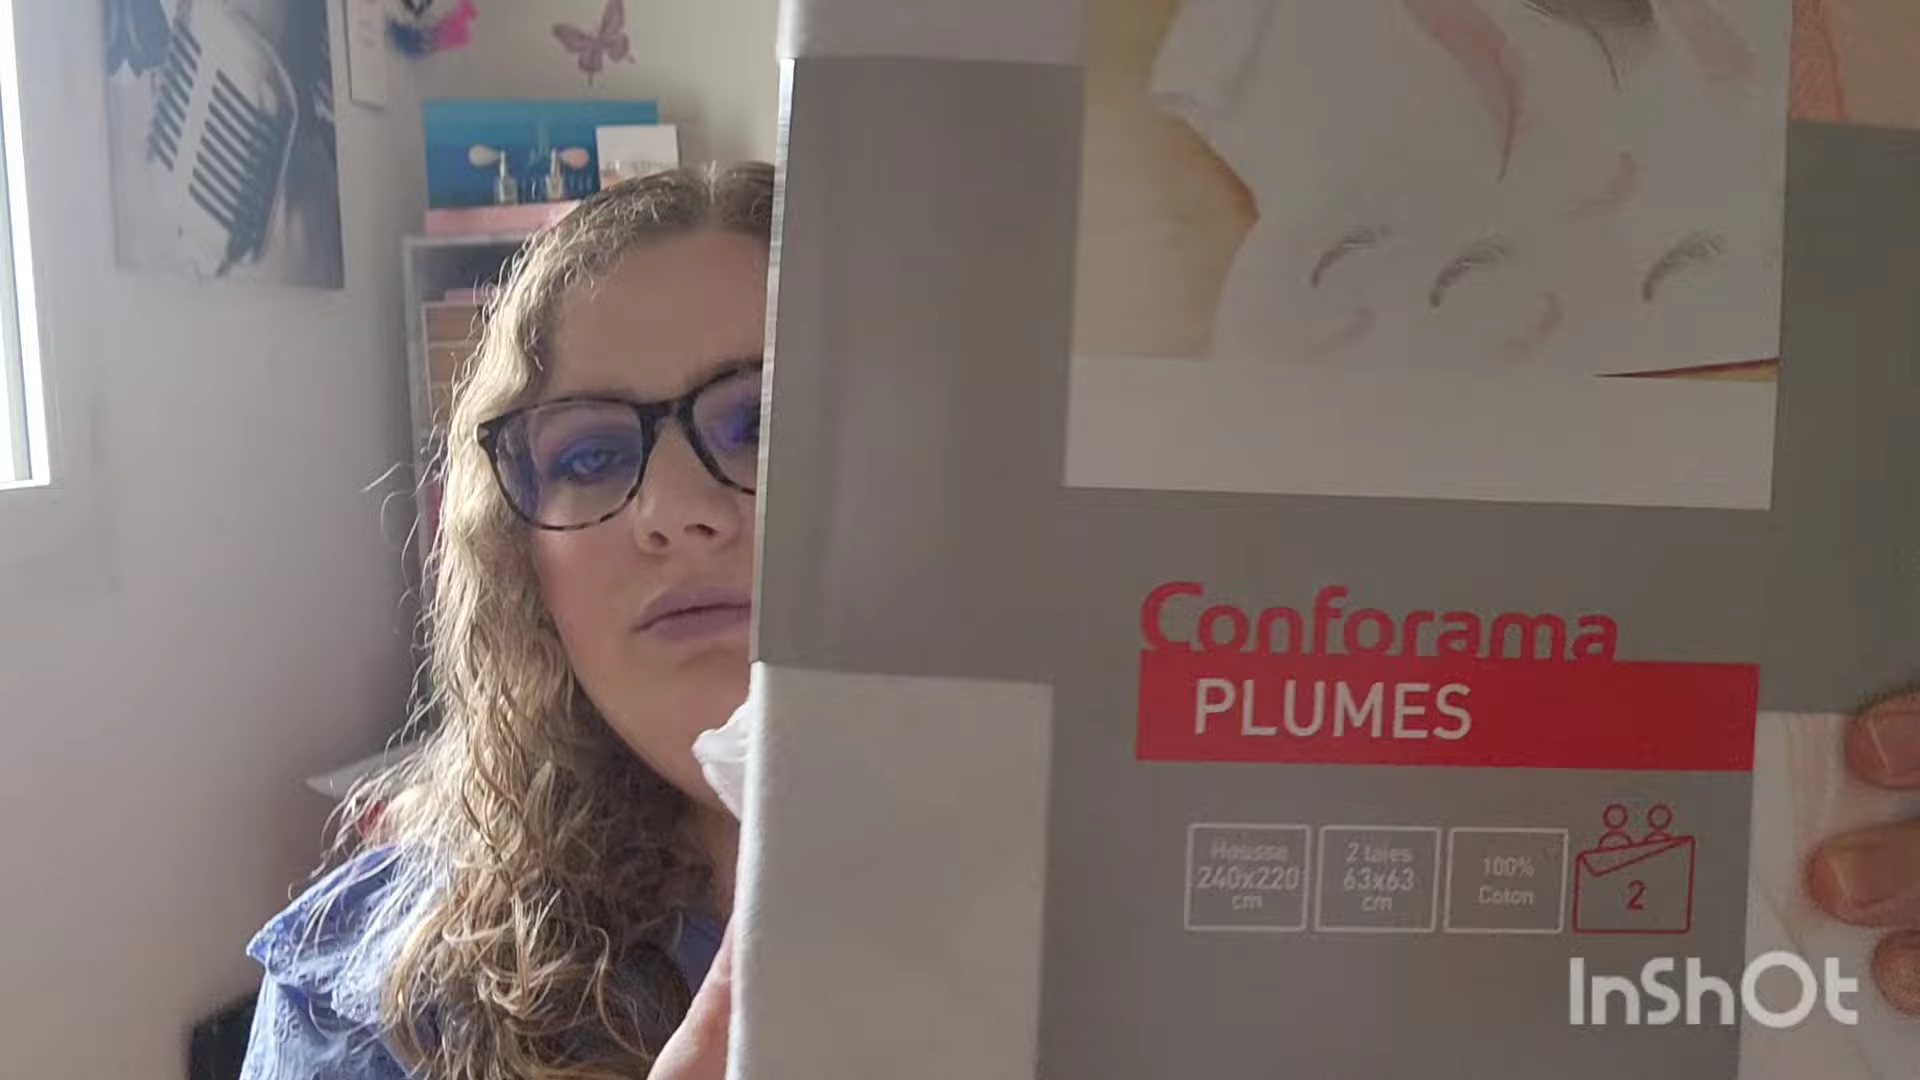 Conforama
PLUMES
Housse
240x220
cm
2 taies
63x63
cm
100%
Coton
2
InShOt